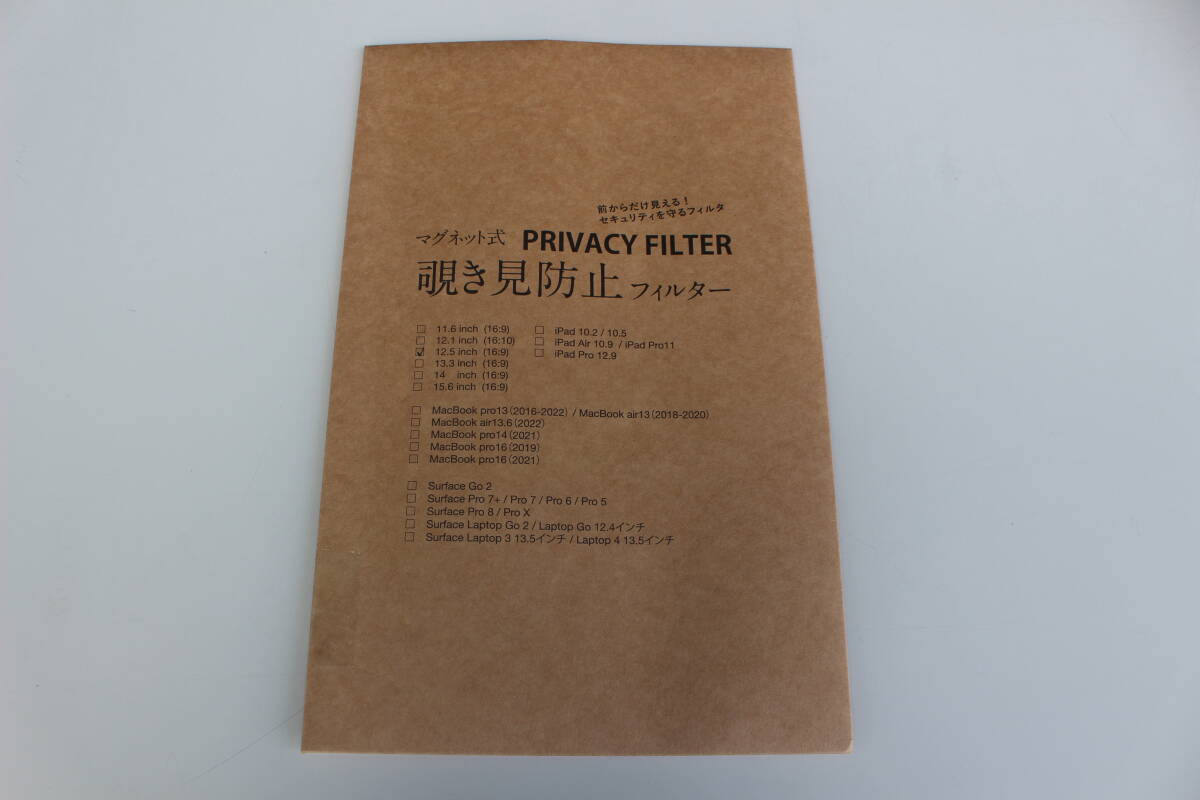 前からだけ見える！
セキュリティを守るフィルタ
マグネット式 PRIVACY FILTER
覗き見防止フィルター
☐ 11.6 inch (16:9)
☐ 12.1 inch (16:10)
☑ 12.5 inch (16:9)
☐ 13.3 inch (16:9)
☐ 14 inch (16:9)
☐ 15.6 inch (16:9)
☐ iPad 10.2 / 10.5
☐ iPad Air 10.9 / iPad Pro11
☐ iPad Pro 12.9
☐ MacBook pro13（2016-2022）/ MacBook air13（2018-2020）
☐ MacBook air13.6（2022）
☐ MacBook pro14（2021）
☐ MacBook pro16（2019）
☐ MacBook pro16（2021）
☐ Surface Go 2
☐ Surface Pro 7+ / Pro 7 / Pro 6 / Pro 5
☐ Surface Pro 8 / Pro X
☐ Surface Laptop Go 2 / Laptop Go 12.4インチ
☐ Surface Laptop 3 13.5インチ / Laptop 4 13.5インチ